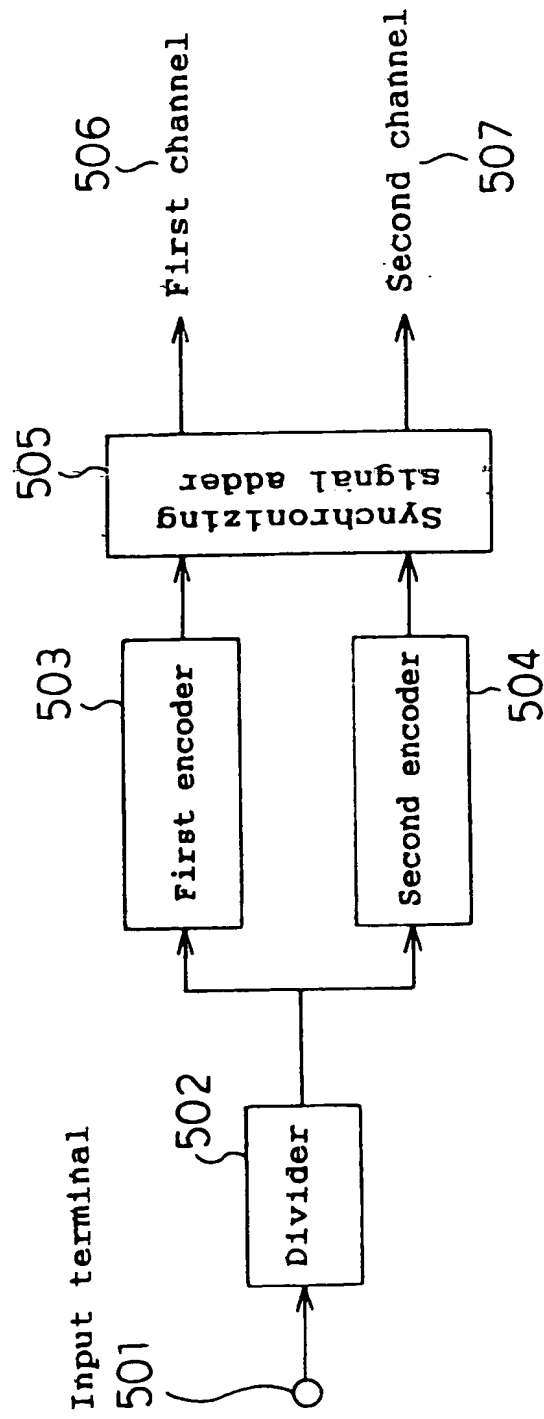 Input terminal
501
502
Divider
503
First encoder
Second encoder
504
505
Synchronizing
signal adder
506
First channel
Second channel
507